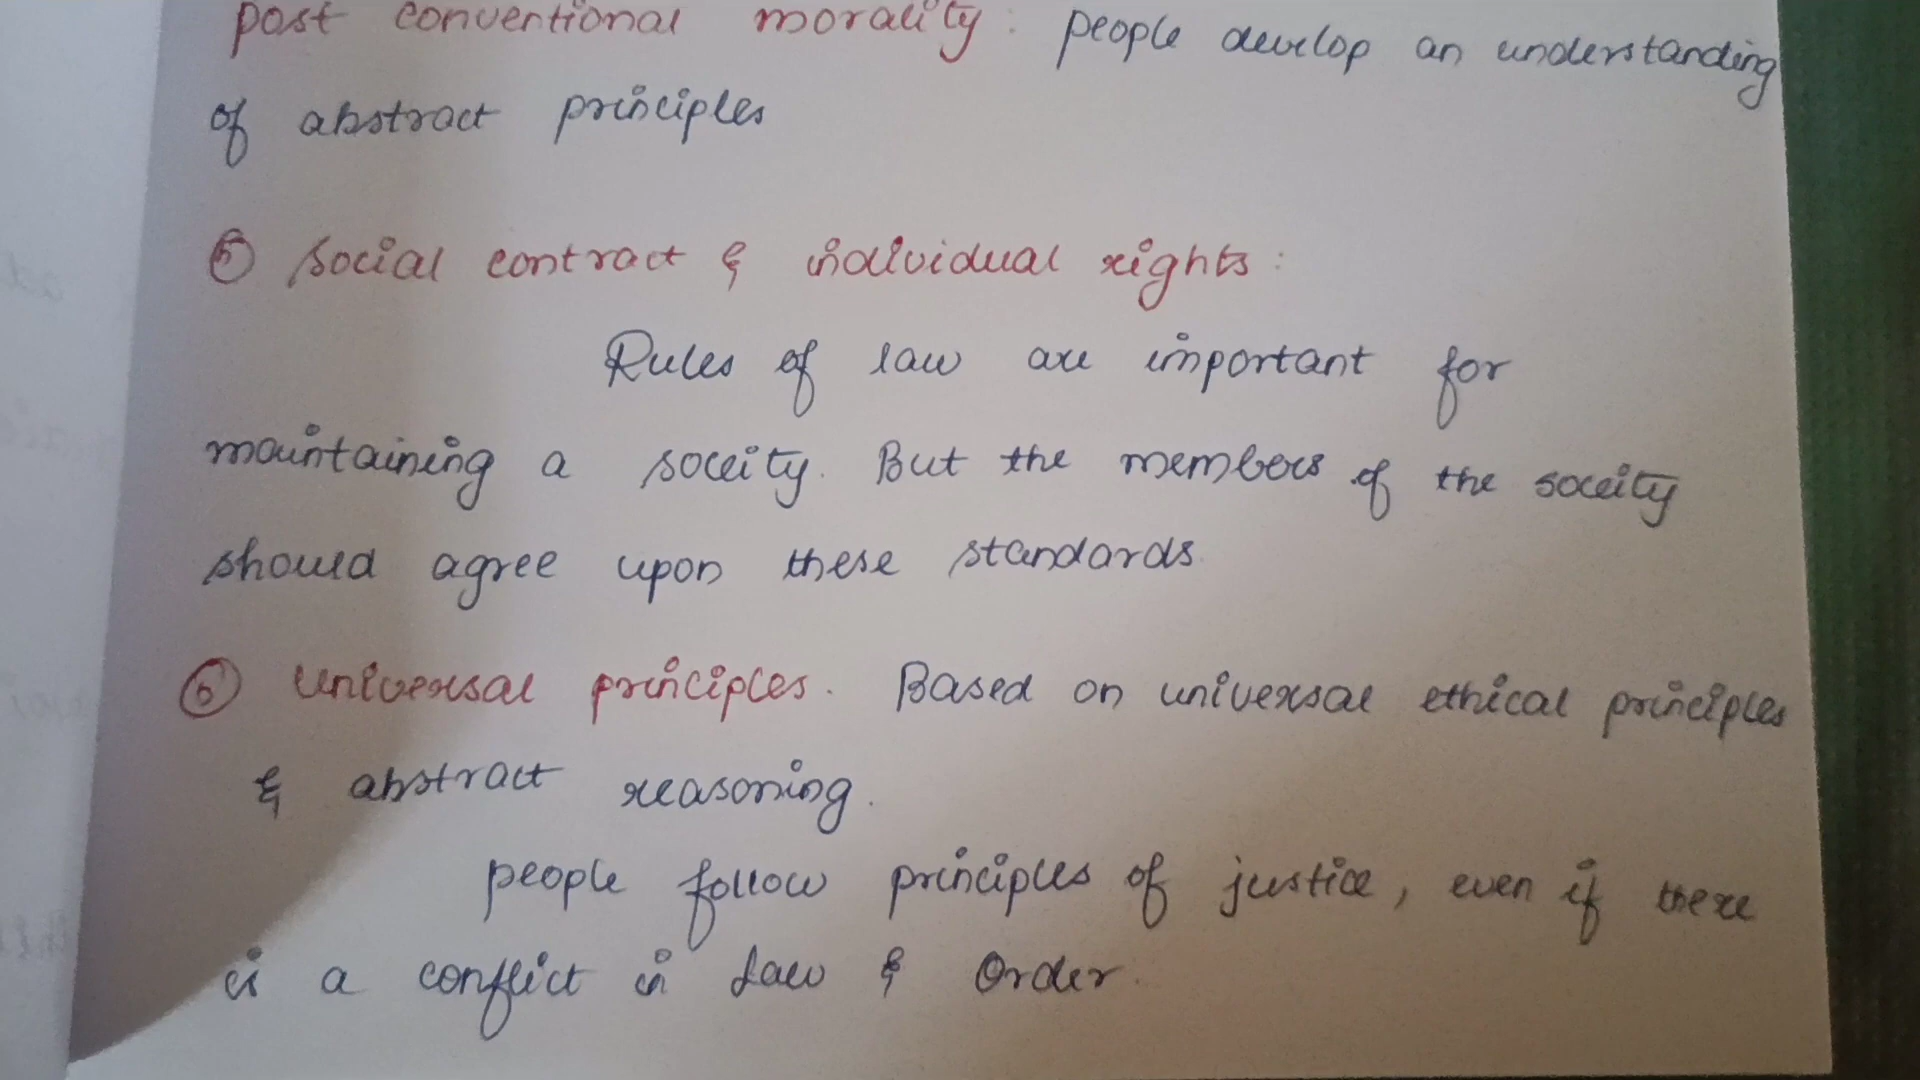 post conventional morality: people develop an understanding
of abstract principles
⑤ social contract & individual rights:
Rules of law are important for
maintaining a soceity. But the members of the soceity
should agree upon these standards.
⑥ universal principles. Based on universal ethical principles
& abstract reasoning.
people follow principles of justice, even if there
is a conflict in law & Order.